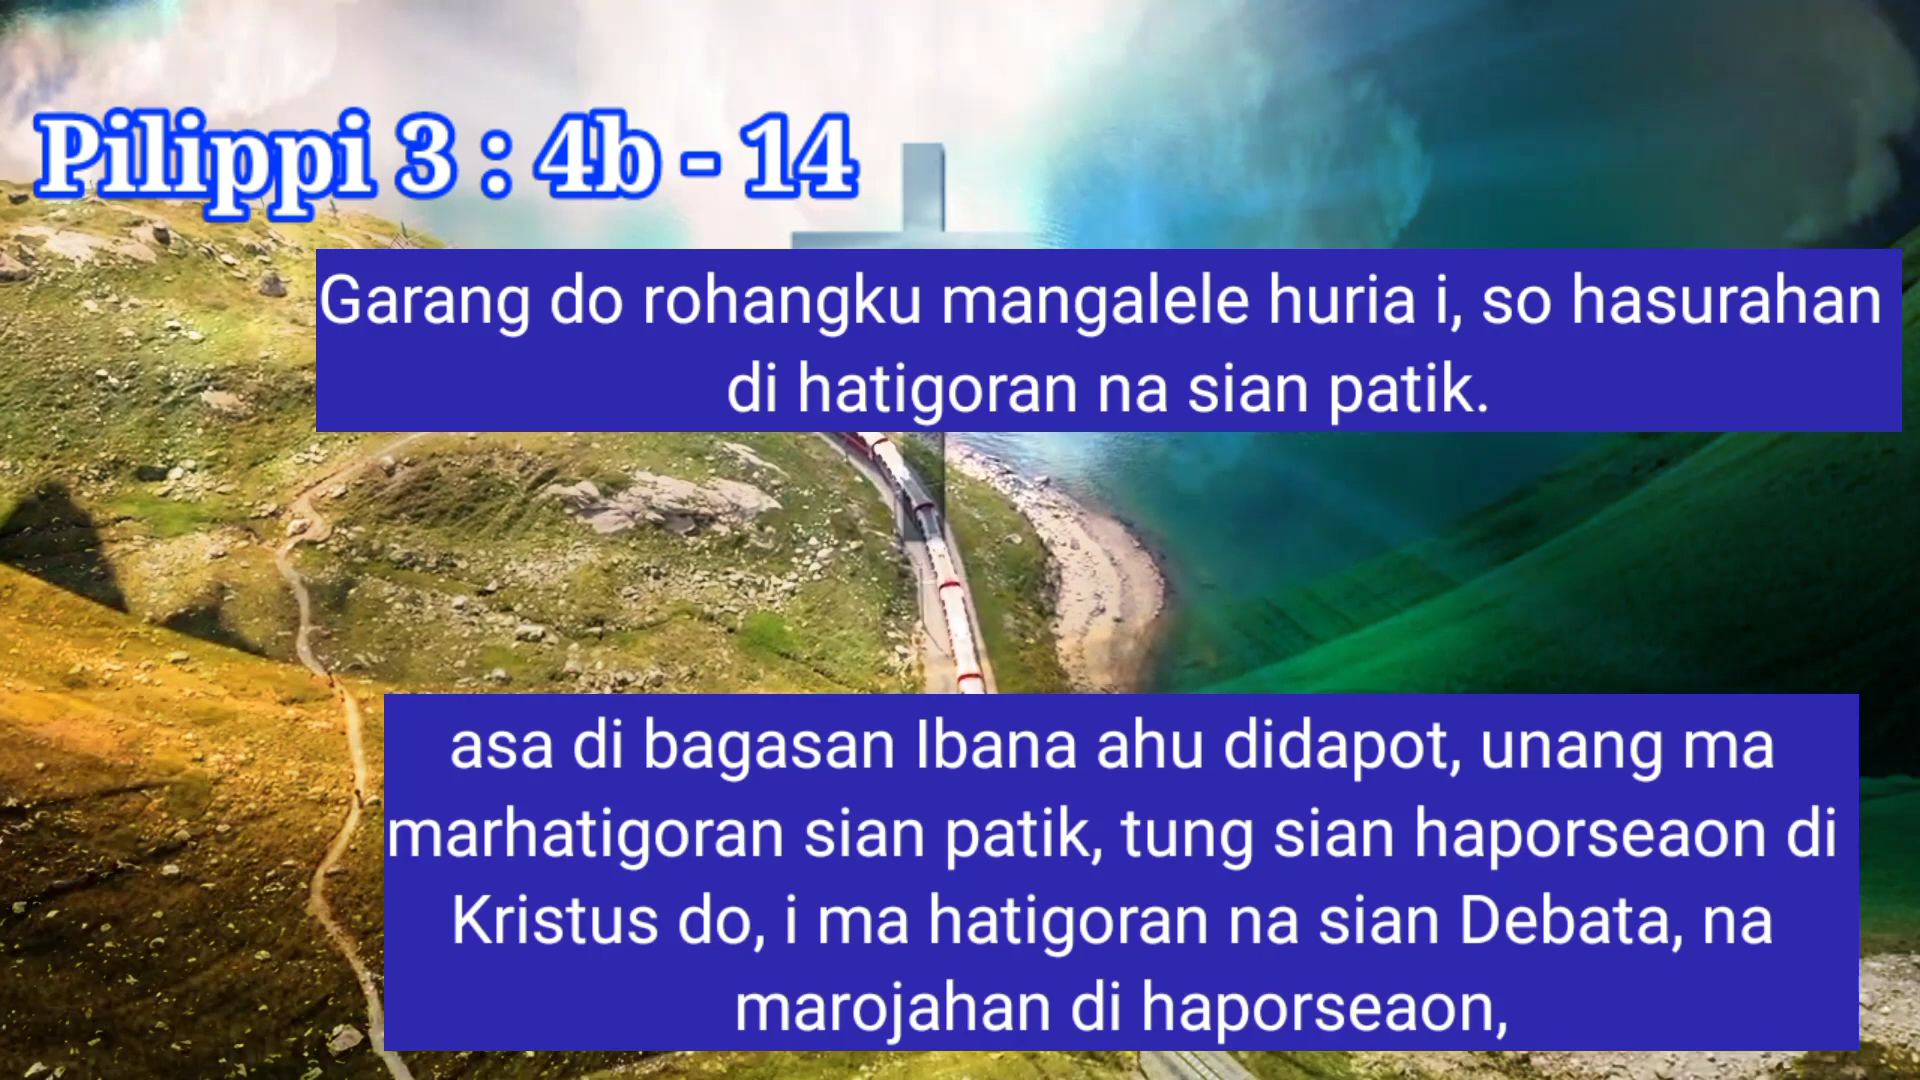 Pilippi 3 : 4b - 14
Garang do rohangku mangalele huria i, so hasurahan
di hatigoran na sian patik.
asa di bagasan Ibana ahu didapot, unang ma
marhatigoran sian patik, tung sian haporseaon di
Kristus do, i ma hatigoran na sian Debata, na
marojahan di haporseaon,